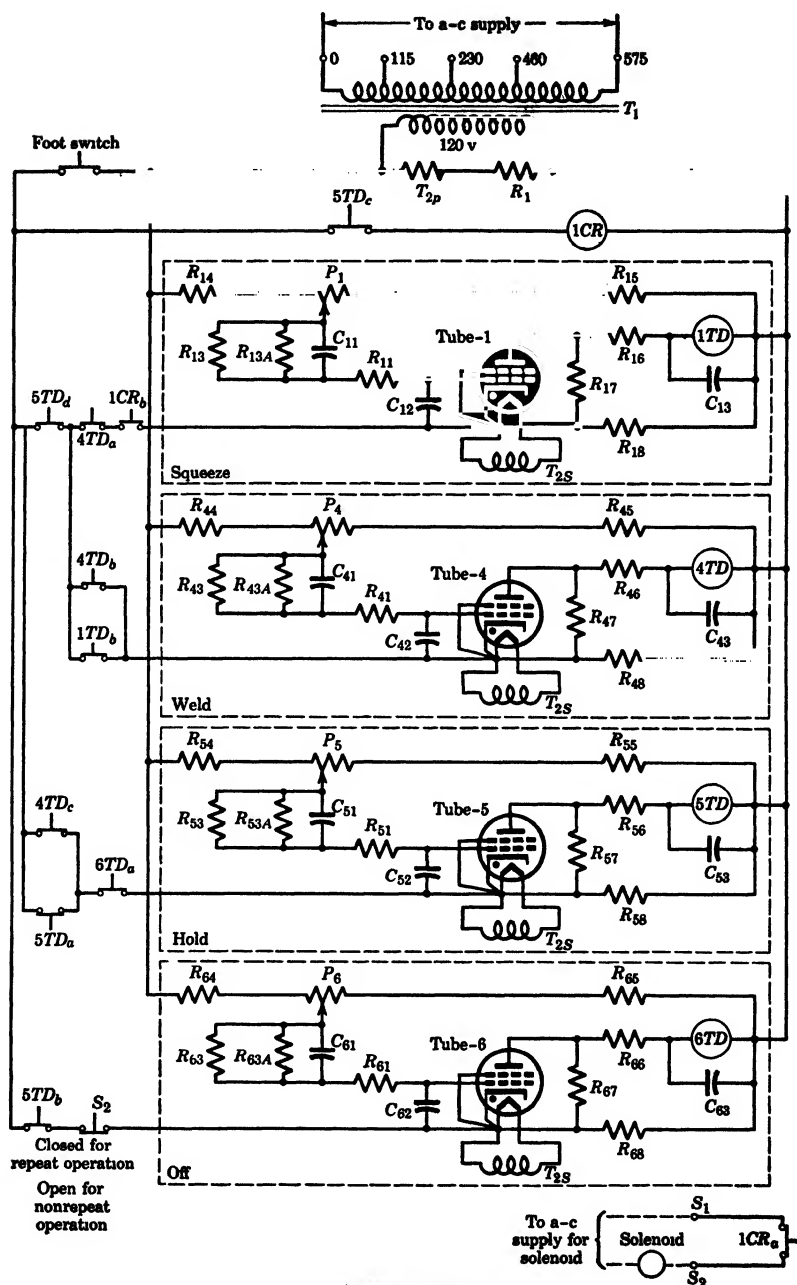 To a-c supply
0 115 230 460 575
T1
120 v
Foot switch
T2p R1
5TDc
1CR
R14 P1 R15
R13 R13A C11 R11 Tube-1 R16 1TD
R17 C13
C12
5TDd 1CRb
4TDa
R18
T2S
Squeeze
R44 P4 R45
R43 R43A C41 R41 Tube-4 R46 4TD
4TDb
R47 C43
C42
1TDb
R48
T2S
Weld
R54 P5 R55
4TDc
R53 R53A C51 R51 Tube-5 R56 5TD
R57 C53
C52
6TDa
R58
5TDa
T2S
Hold
R64 P6 R65
R63 R63A C61 R61 Tube-6 R66 6TD
R67 C63
C62
5TDb S2
R68
Closed for
repeat operation
T2S
Off
Open for
nonrepeat
operation
To a-c
supply for
solenoid
S1
Solenoid 1CRa
S2